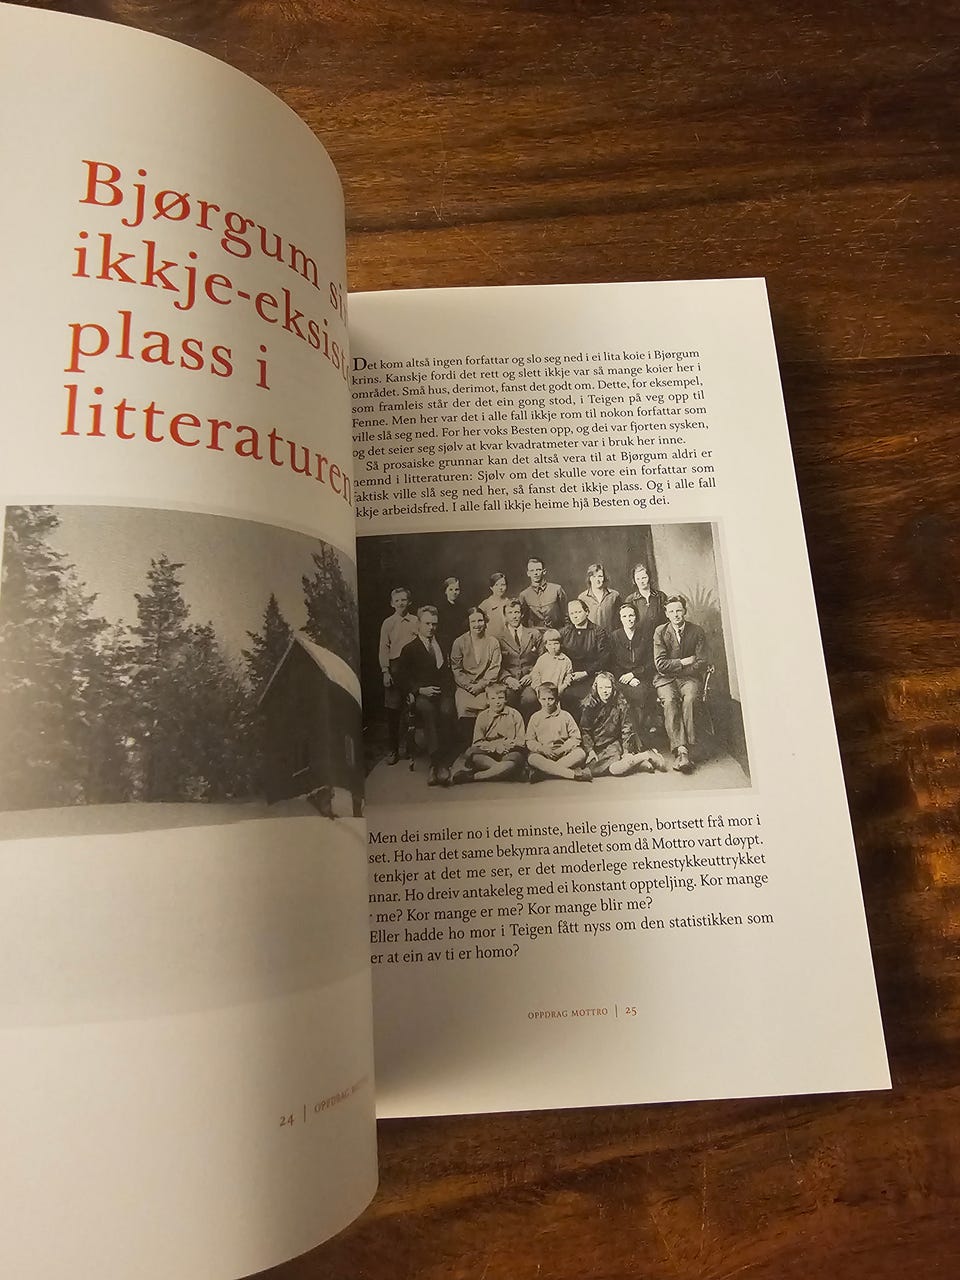 Bjørgum
ikkje-eksist
plass i
litteraturen
24 | OPPDRAG
Det kom altså ingen forfattar og slo seg ned i ei lita koie i Bjørgum
krins. Kanskje fordi det rett og slett ikkje var så mange koier her i
området. Små hus, derimot, fanst det godt om. Dette, for eksempel,
som framleis står der det ein gong stod, i Teigen på veg opp til
Fenne. Men her var det i alle fall ikkje rom til nokon forfattar som
ville slå seg ned. For her voks Besten opp, og dei var fjorten sysken,
og det seier seg sjølv at kvar kvadratmeter var i bruk her inne.
Så prosaiske grunnar kan det altså vera til at Bjørgum aldri er
nemnd i litteraturen: Sjølv om det skulle vore ein forfattar som
faktisk ville slå seg ned her, så fanst det ikkje plass. Og i alle fall
ikkje arbeidsfred. I alle fall ikkje heime hjå Besten og dei.
Men dei smiler no i det minste, heile gjengen, bortsett frå mor i
set. Ho har det same bekymra andletet som då Mottro vart døypt.
tenkjer at det me ser, er det moderlege reknestykkeuttrykket
nnar. Ho dreiv antakeleg med ei konstant oppteljing. Kor mange
me? Kor mange er me? Kor mange blir me?
Eller hadde ho mor i Teigen fått nyss om den statistikken som
er at ein av ti er homo?
OPPDRAG MOTTRO | 25